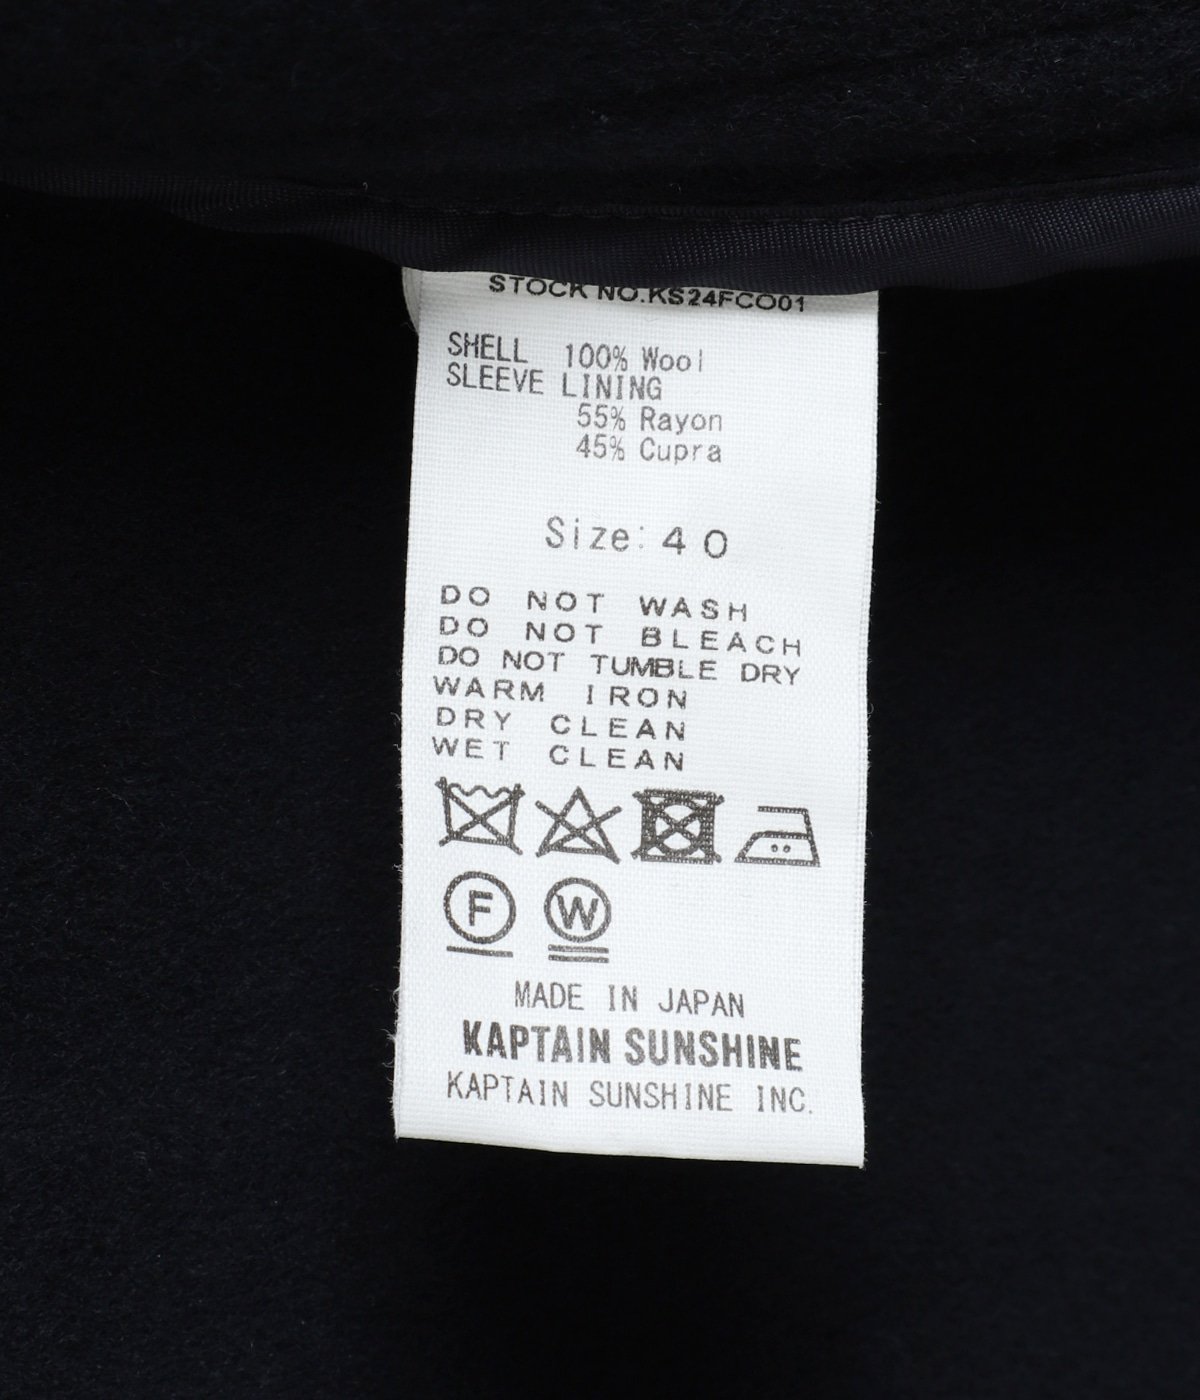 STOCK NO.KS24FCO01
SHELL 100% Wool
SLEEVE LINING
55% Rayon
45% Cupra
Size: 40
DO NOT WASH
DO NOT BLEACH
DO NOT TUMBLE DRY
WARM IRON
DRY CLEAN
WET CLEAN
F W
MADE IN JAPAN
KAPTAIN SUNSHINE
KAPTAIN SUNSHINE INC.